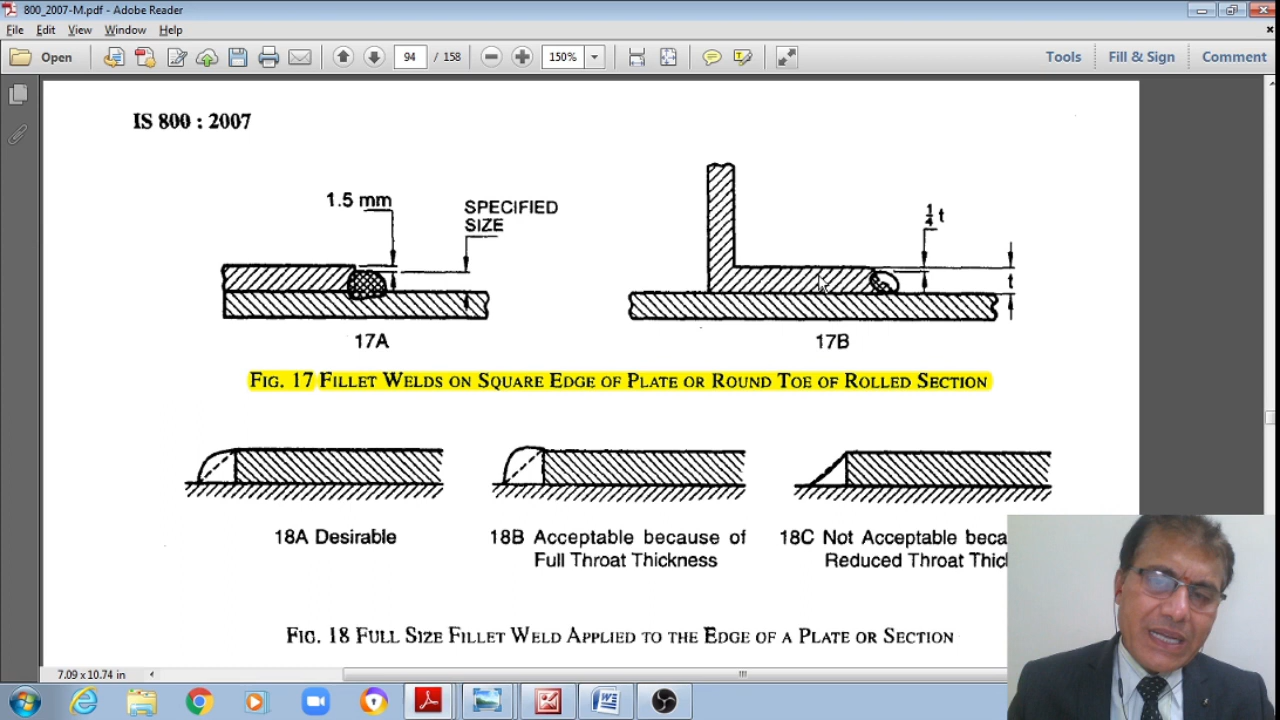 800_2007-M.pdf - Adobe Reader
File Edit View Window Help
Open 94 / 158 150% Tools Fill & Sign Comment
IS 800 : 2007
1.5 mm
SPECIFIED
SIZE
1/4 t
t
17A
17B
FIG. 17 FILLET WELDS ON SQUARE EDGE OF PLATE OR ROUND TOE OF ROLLED SECTION
18A Desirable
18B Acceptable because of
Full Throat Thickness
18C Not Acceptable beca
Reduced Throat Thic
FIG. 18 FULL SIZE FILLET WELD APPLIED TO THE EDGE OF A PLATE OR SECTION
7.09 x 10.74 in